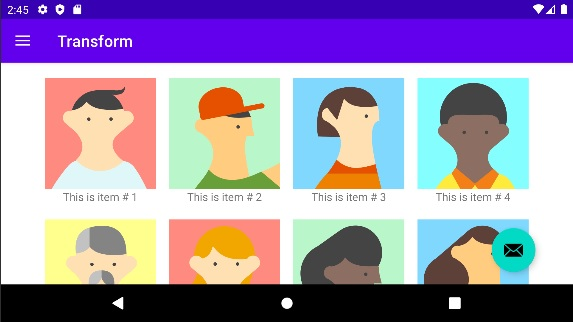 2:45
Transform
This is item # 1
This is item # 2
This is item # 3
This is item # 4